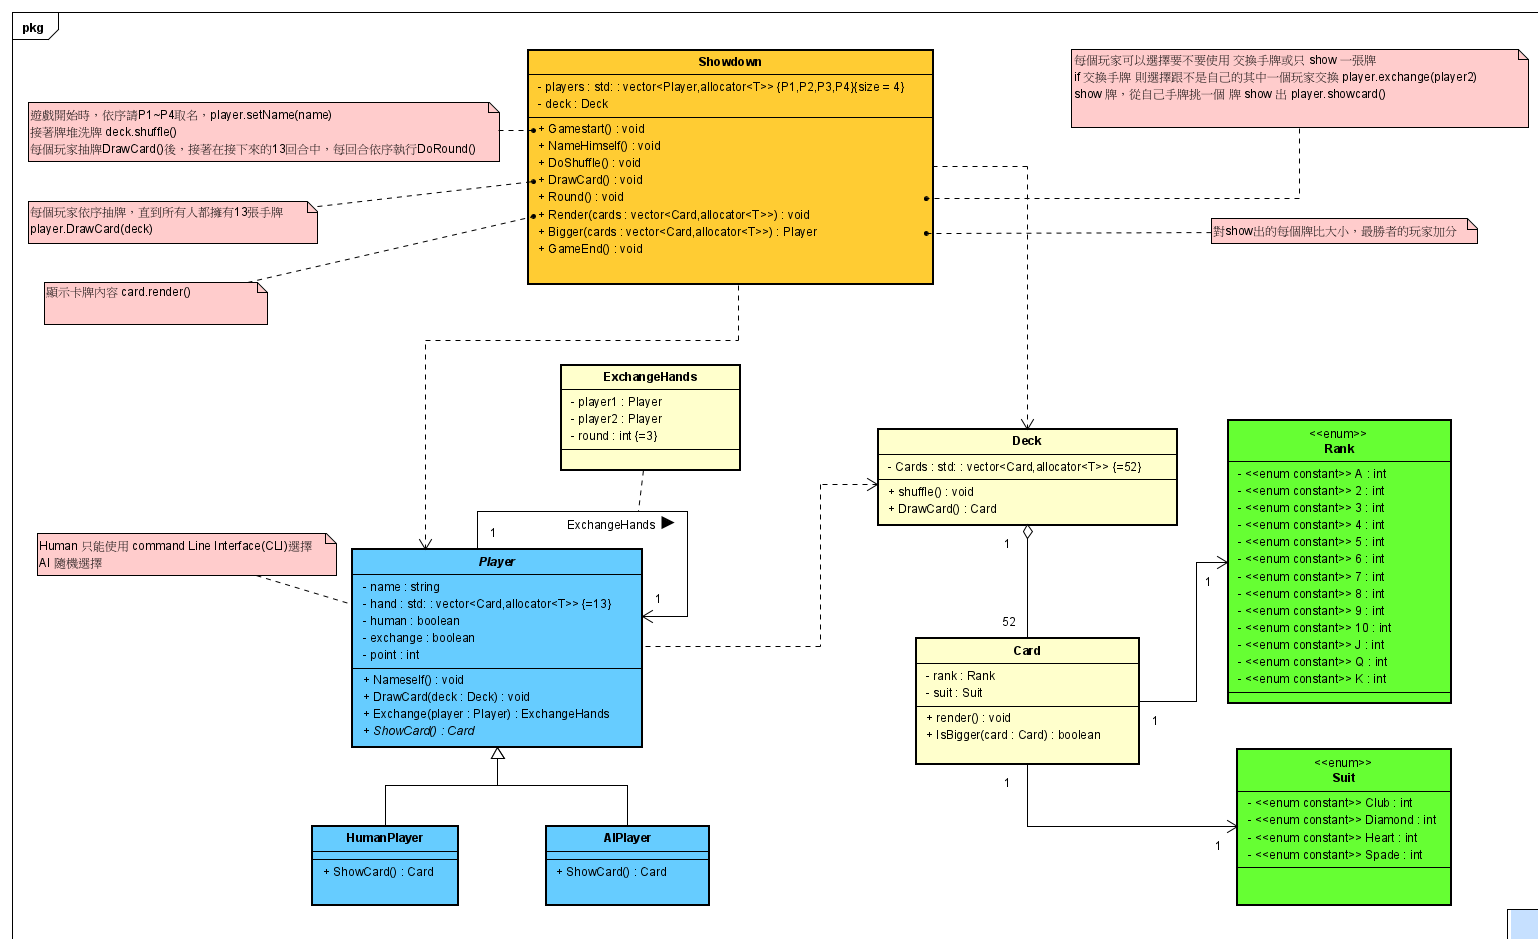 pkg
Showdown
- players : std: : vector<Player,allocator<T>> {P1,P2,P3,P4}{size = 4}
- deck : Deck
+ Gamestart() : void
+ NameHimself() : void
+ DoShuffle() : void
+ DrawCard() : void
+ Round() : void
+ Render(cards : vector<Card,allocator<T>>) : void
+ Bigger(cards : vector<Card,allocator<T>>) : Player
+ GameEnd() : void
每個玩家可以選擇要不要使用 交換手牌或只 show 一張牌
if 交換手牌 則選擇跟不是自己的其中一個玩家交換 player.exchange(player2)
show 牌，從自己手牌挑一個 牌 show 出 player.showcard()
遊戲開始時，依序請P1~P4取名，player.setName(name)
接著牌堆洗牌 deck.shuffle()
每個玩家抽牌DrawCard()後，接著在接下來的13回合中，每回合依序執行DoRound()
每個玩家依序抽牌，直到所有人都擁有13張手牌
player.DrawCard(deck)
對show出的每個牌比大小，最勝者的玩家加分
顯示卡牌內容 card.render()
ExchangeHands
- player1 : Player
- player2 : Player
- round : int {=3}
ExchangeHands ▶
1
1
Human 只能使用 command Line Interface(CLI)選擇
AI 隨機選擇
Player
- name : string
- hand : std: : vector<Card,allocator<T>> {=13}
- human : boolean
- exchange : boolean
- point : int
+ Nameself() : void
+ DrawCard(deck : Deck) : void
+ Exchange(player : Player) : ExchangeHands
+ ShowCard() : Card
HumanPlayer
+ ShowCard() : Card
AIPlayer
+ ShowCard() : Card
Deck
- Cards : std: : vector<Card,allocator<T>> {=52}
+ shuffle() : void
+ DrawCard() : Card
1
52
Card
- rank : Rank
- suit : Suit
+ render() : void
+ IsBigger(card : Card) : boolean
1
1
1
1
<<enum>>
Rank
- <<enum constant>> A : int
- <<enum constant>> 2 : int
- <<enum constant>> 3 : int
- <<enum constant>> 4 : int
- <<enum constant>> 5 : int
- <<enum constant>> 6 : int
- <<enum constant>> 7 : int
- <<enum constant>> 8 : int
- <<enum constant>> 9 : int
- <<enum constant>> 10 : int
- <<enum constant>> J : int
- <<enum constant>> Q : int
- <<enum constant>> K : int
<<enum>>
Suit
- <<enum constant>> Club : int
- <<enum constant>> Diamond : int
- <<enum constant>> Heart : int
- <<enum constant>> Spade : int